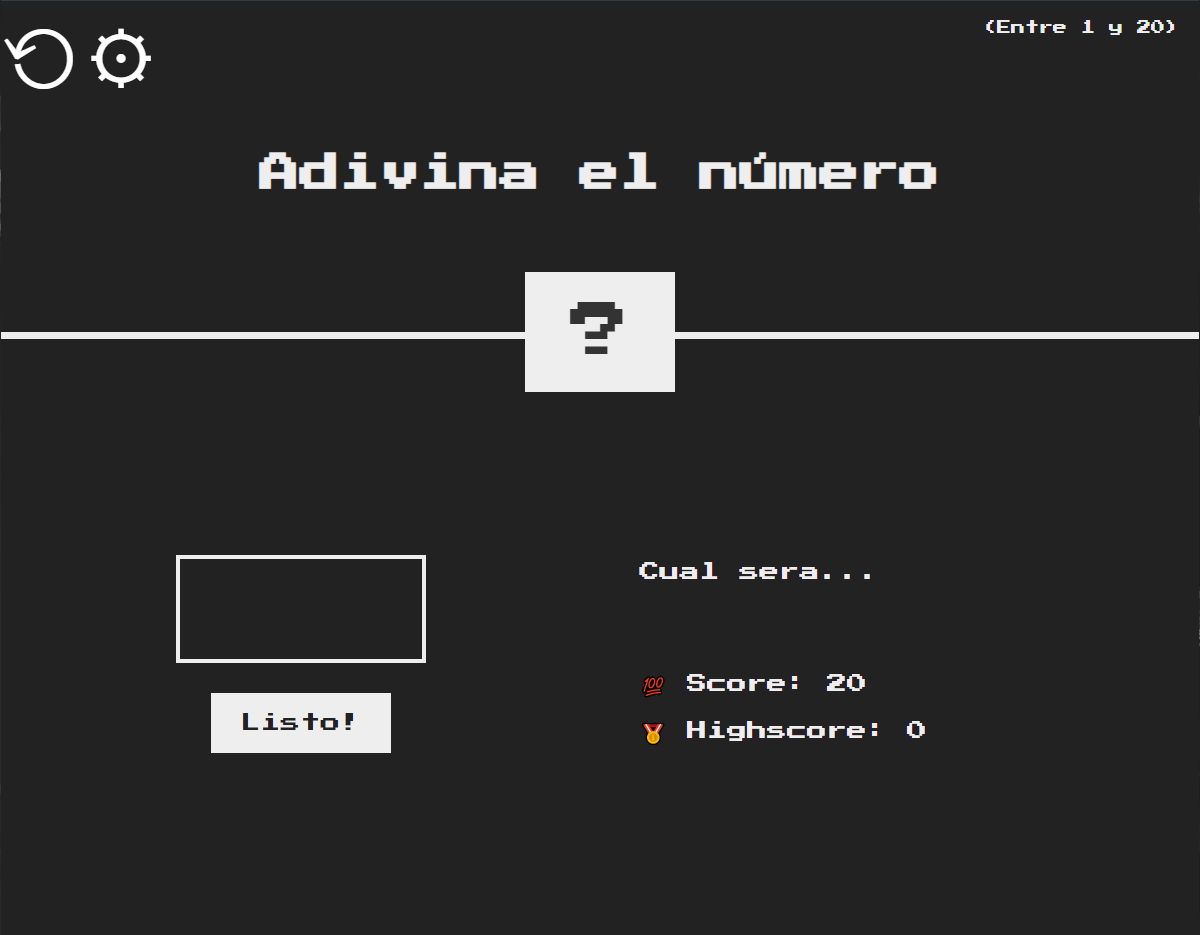 (Entre 1 y 20)
Adivina el número
?
Cual sera...
💯 Score: 20
🥇 Highscore: 0
Listo!